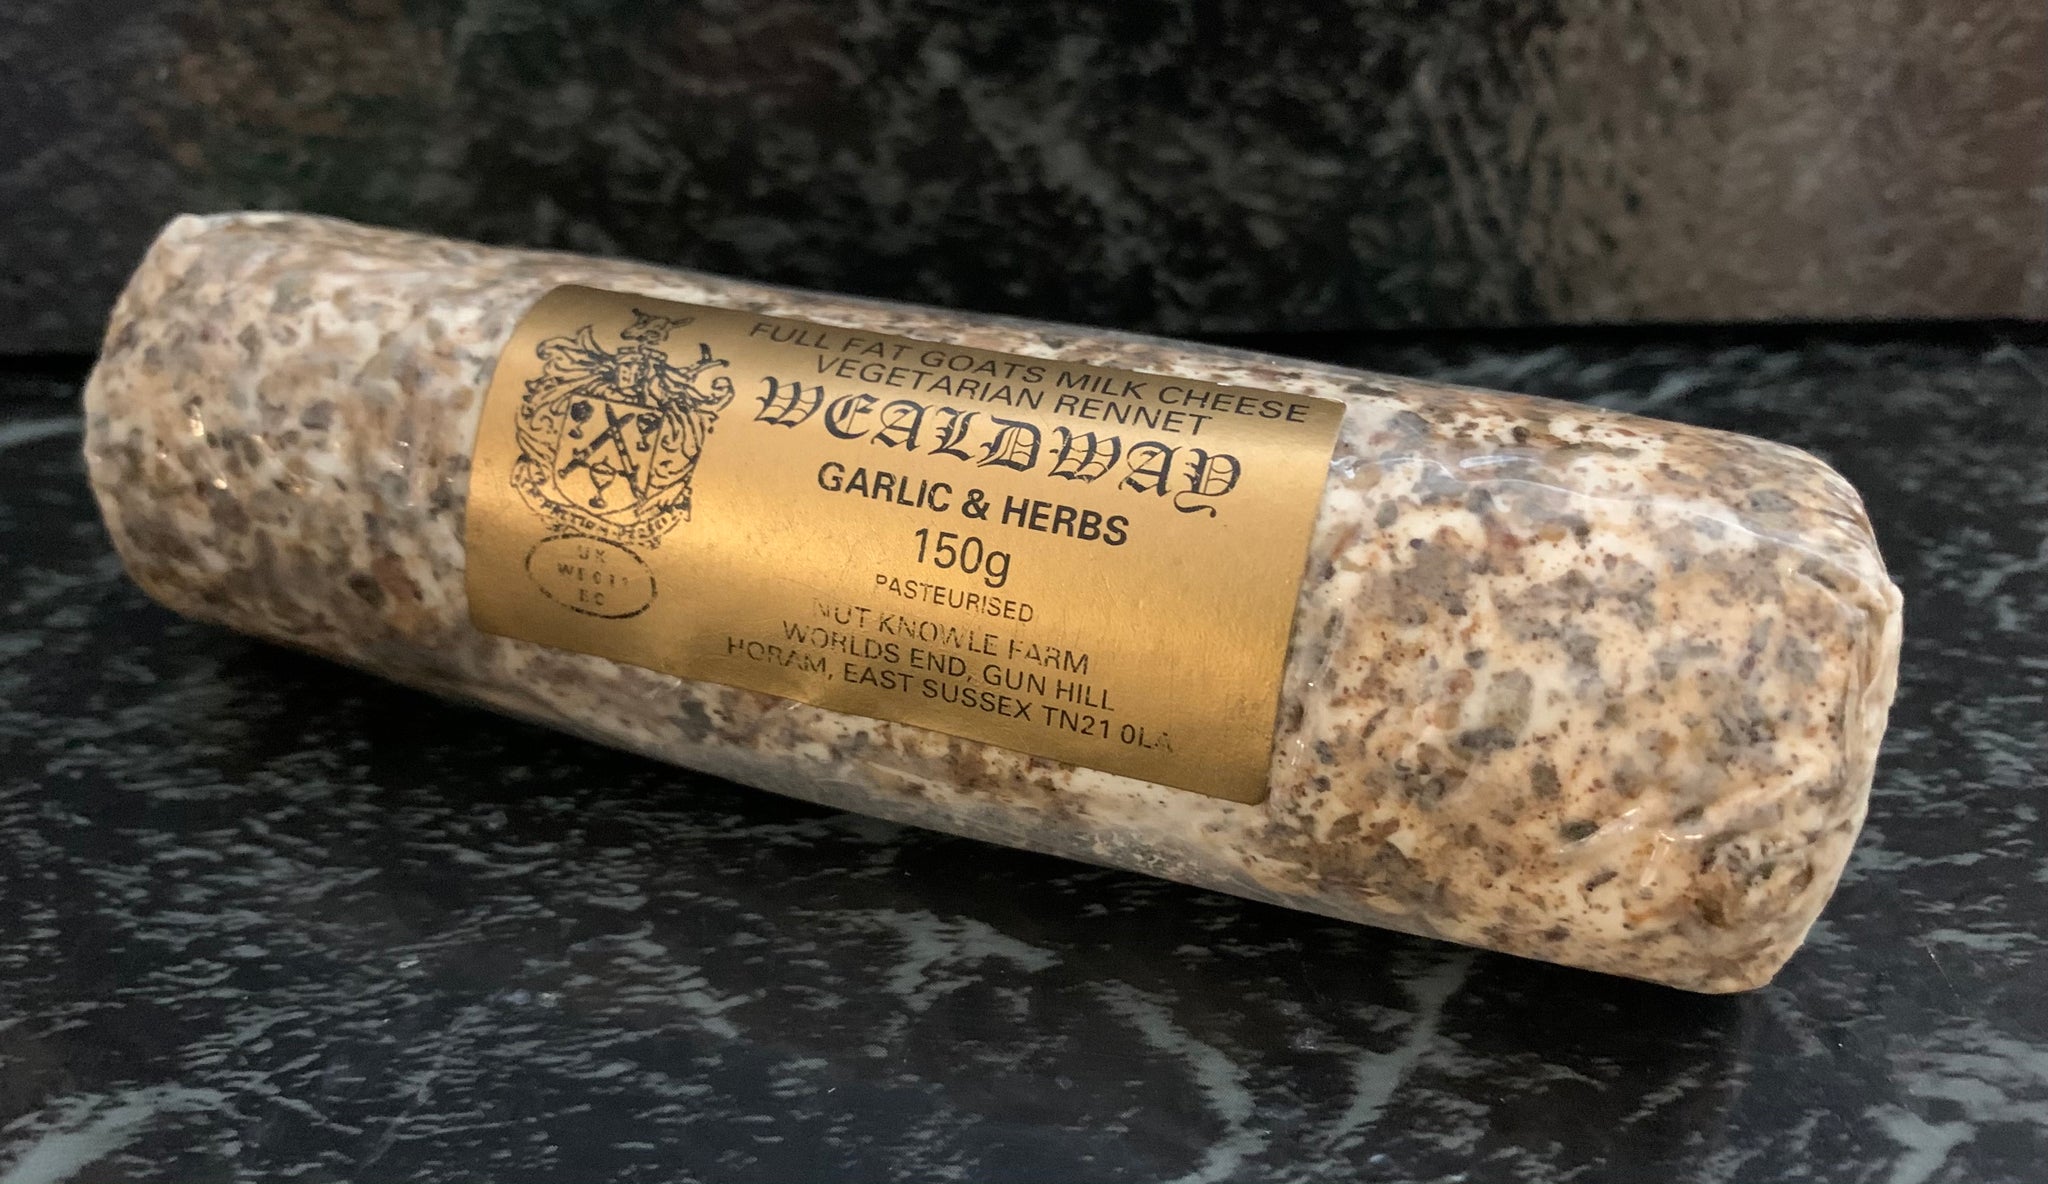 FULL FAT GOATS MILK CHEESE
VEGETARIAN RENNET
WEALDWAY
GARLIC & HERBS
150g
PASTEURISED
NUT KNOWLE FARM
WORLDS END, GUN HILL
HORAM, EAST SUSSEX TN21 0LA
UK